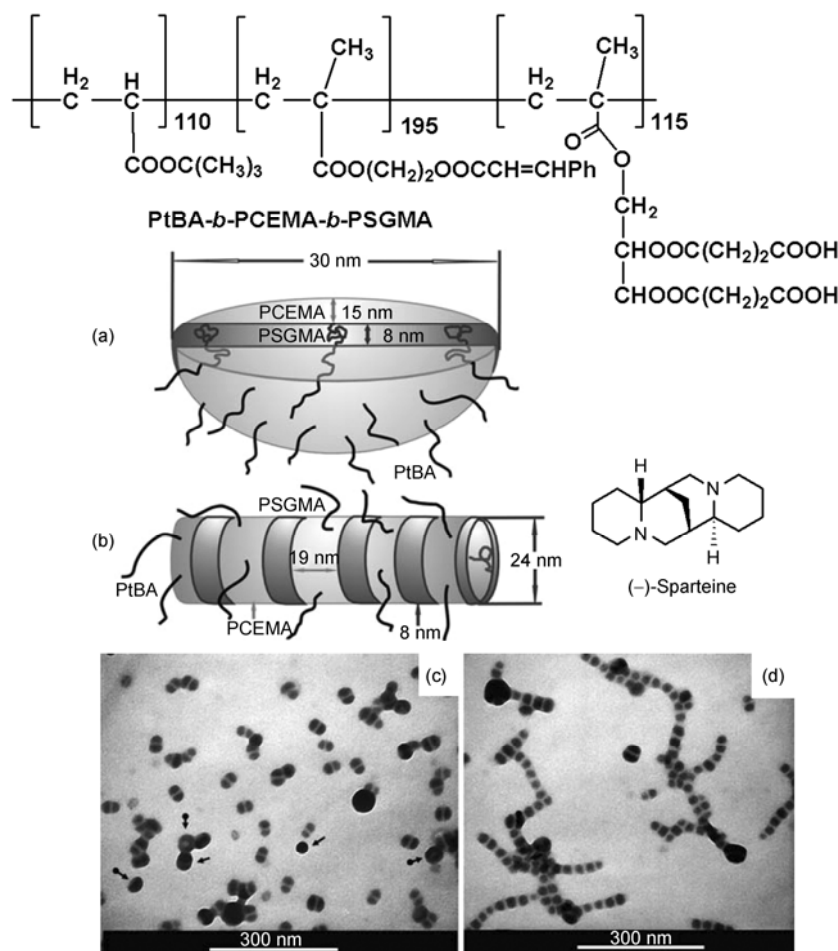 H₂ H H₂ CH₃ H₂ CH₃
C C C C C C
110 195 115
COOC(CH₃)₃ COO(CH₂)₂OOCCH=CHPh O O
CH₂
PtBA-b-PCEMA-b-PSGMA
CHOOC(CH₂)₂COOH
CHOOC(CH₂)₂COOH
30 nm
PCEMA 15 nm
(a) PSGMA 8 nm
PtBA
PSGMA
(b)
19 nm 24 nm
PtBA
PCEMA 8 nm
H
N
N
H
(−)-Sparteine
(c) (d)
300 nm 300 nm